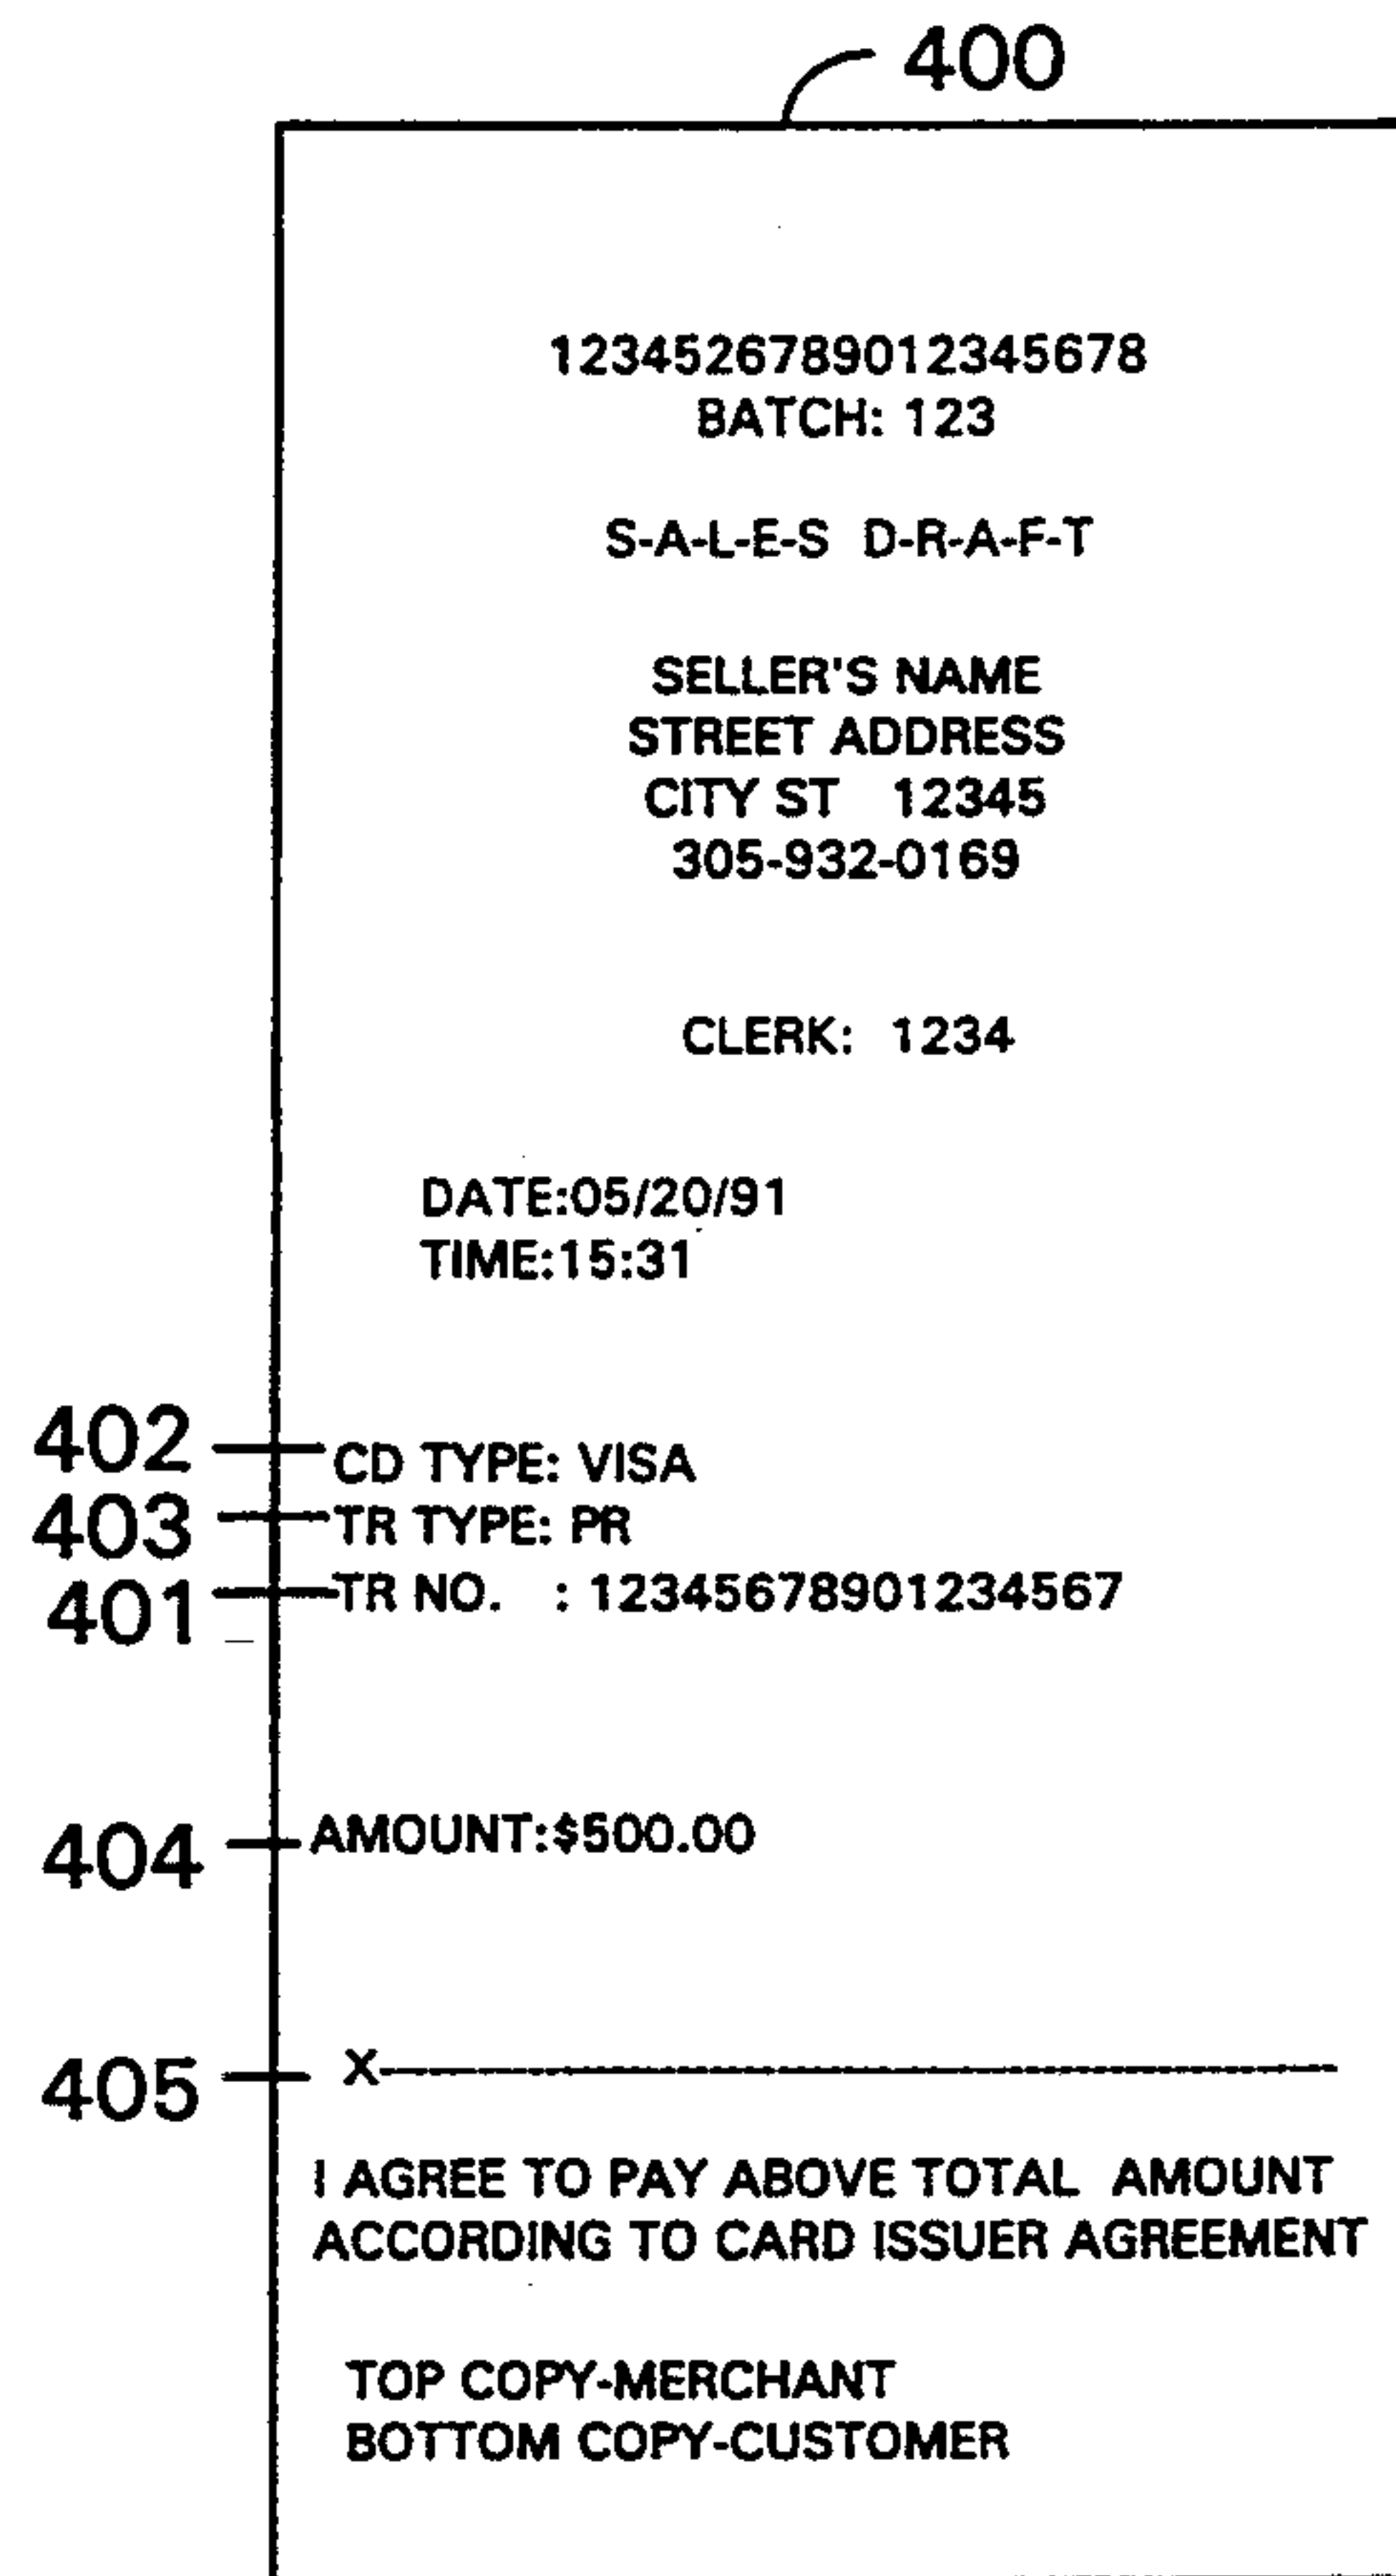 400
1234526789012345678
BATCH: 123
S-A-L-E-S D-R-A-F-T
SELLER'S NAME
STREET ADDRESS
CITY ST 12345
305-932-0169
CLERK: 1234
DATE:05/20/91
TIME:15:31
402 CD TYPE: VISA
403 TR TYPE: PR
401 TR NO. : 12345678901234567
404 AMOUNT:$500.00
405 X
I AGREE TO PAY ABOVE TOTAL AMOUNT
ACCORDING TO CARD ISSUER AGREEMENT
TOP COPY-MERCHANT
BOTTOM COPY-CUSTOMER